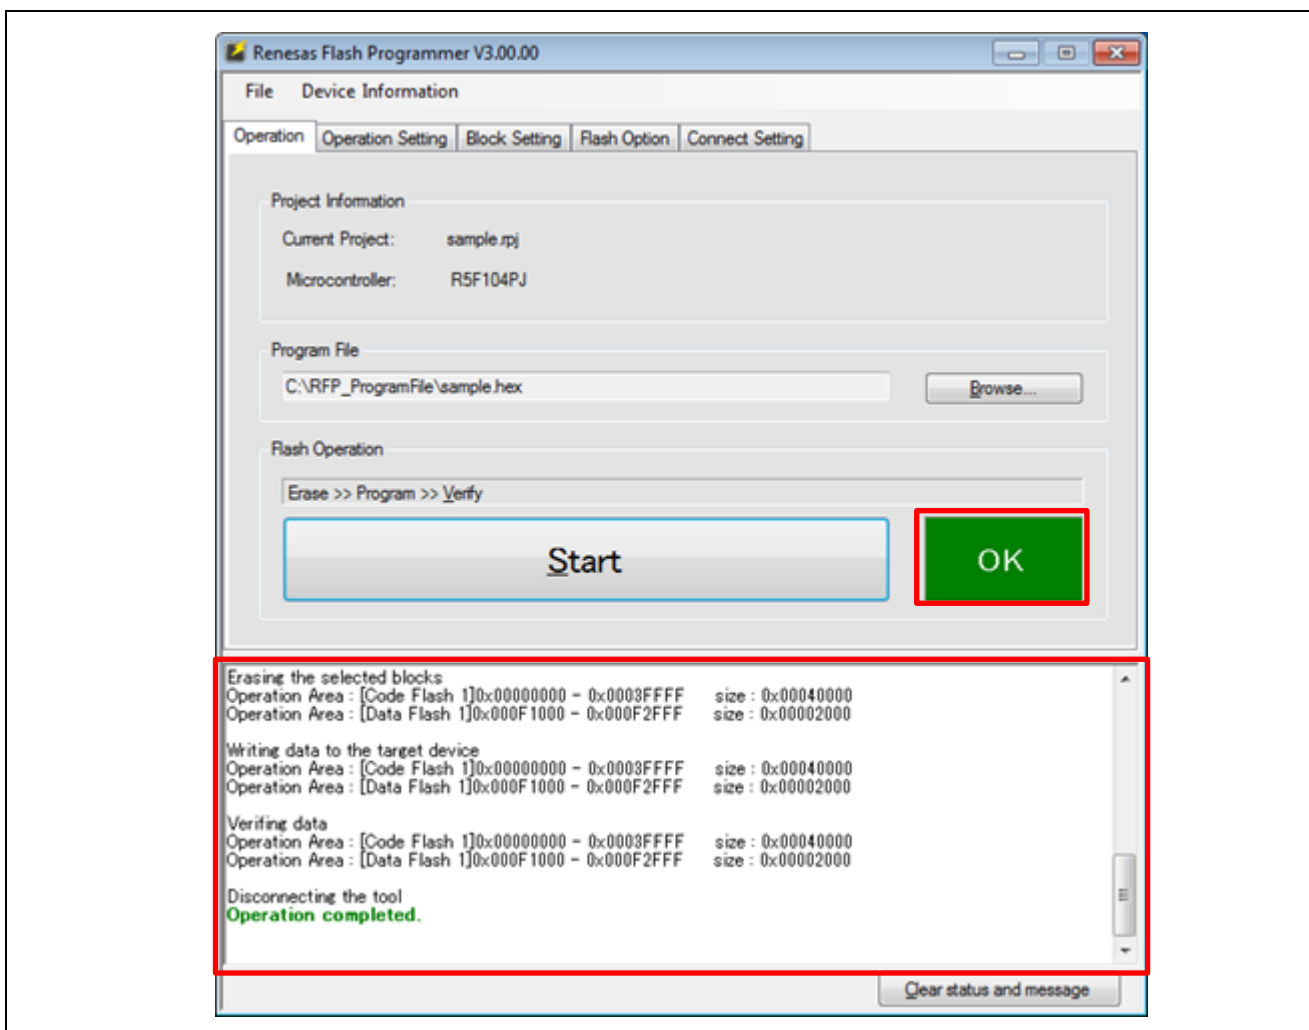 Renesas Flash Programmer V3.00.00
File Device Information
Operation Operation Setting Block Setting Flash Option Connect Setting
Project Information
Current Project: sample.rpj
Microcontroller: R5F104PJ
Program File
C:\RFP_ProgramFile\sample.hex Browse...
Flash Operation
Erase >> Program >> Verify
Start OK
Erasing the selected blocks
Operation Area : [Code Flash 1]0x00000000 - 0x0003FFFF size : 0x00040000
Operation Area : [Data Flash 1]0x000F1000 - 0x000F2FFF size : 0x00002000
Writing data to the target device
Operation Area : [Code Flash 1]0x00000000 - 0x0003FFFF size : 0x00040000
Operation Area : [Data Flash 1]0x000F1000 - 0x000F2FFF size : 0x00002000
Verifing data
Operation Area : [Code Flash 1]0x00000000 - 0x0003FFFF size : 0x00040000
Operation Area : [Data Flash 1]0x000F1000 - 0x000F2FFF size : 0x00002000
Disconnecting the tool
Operation completed.
Clear status and message